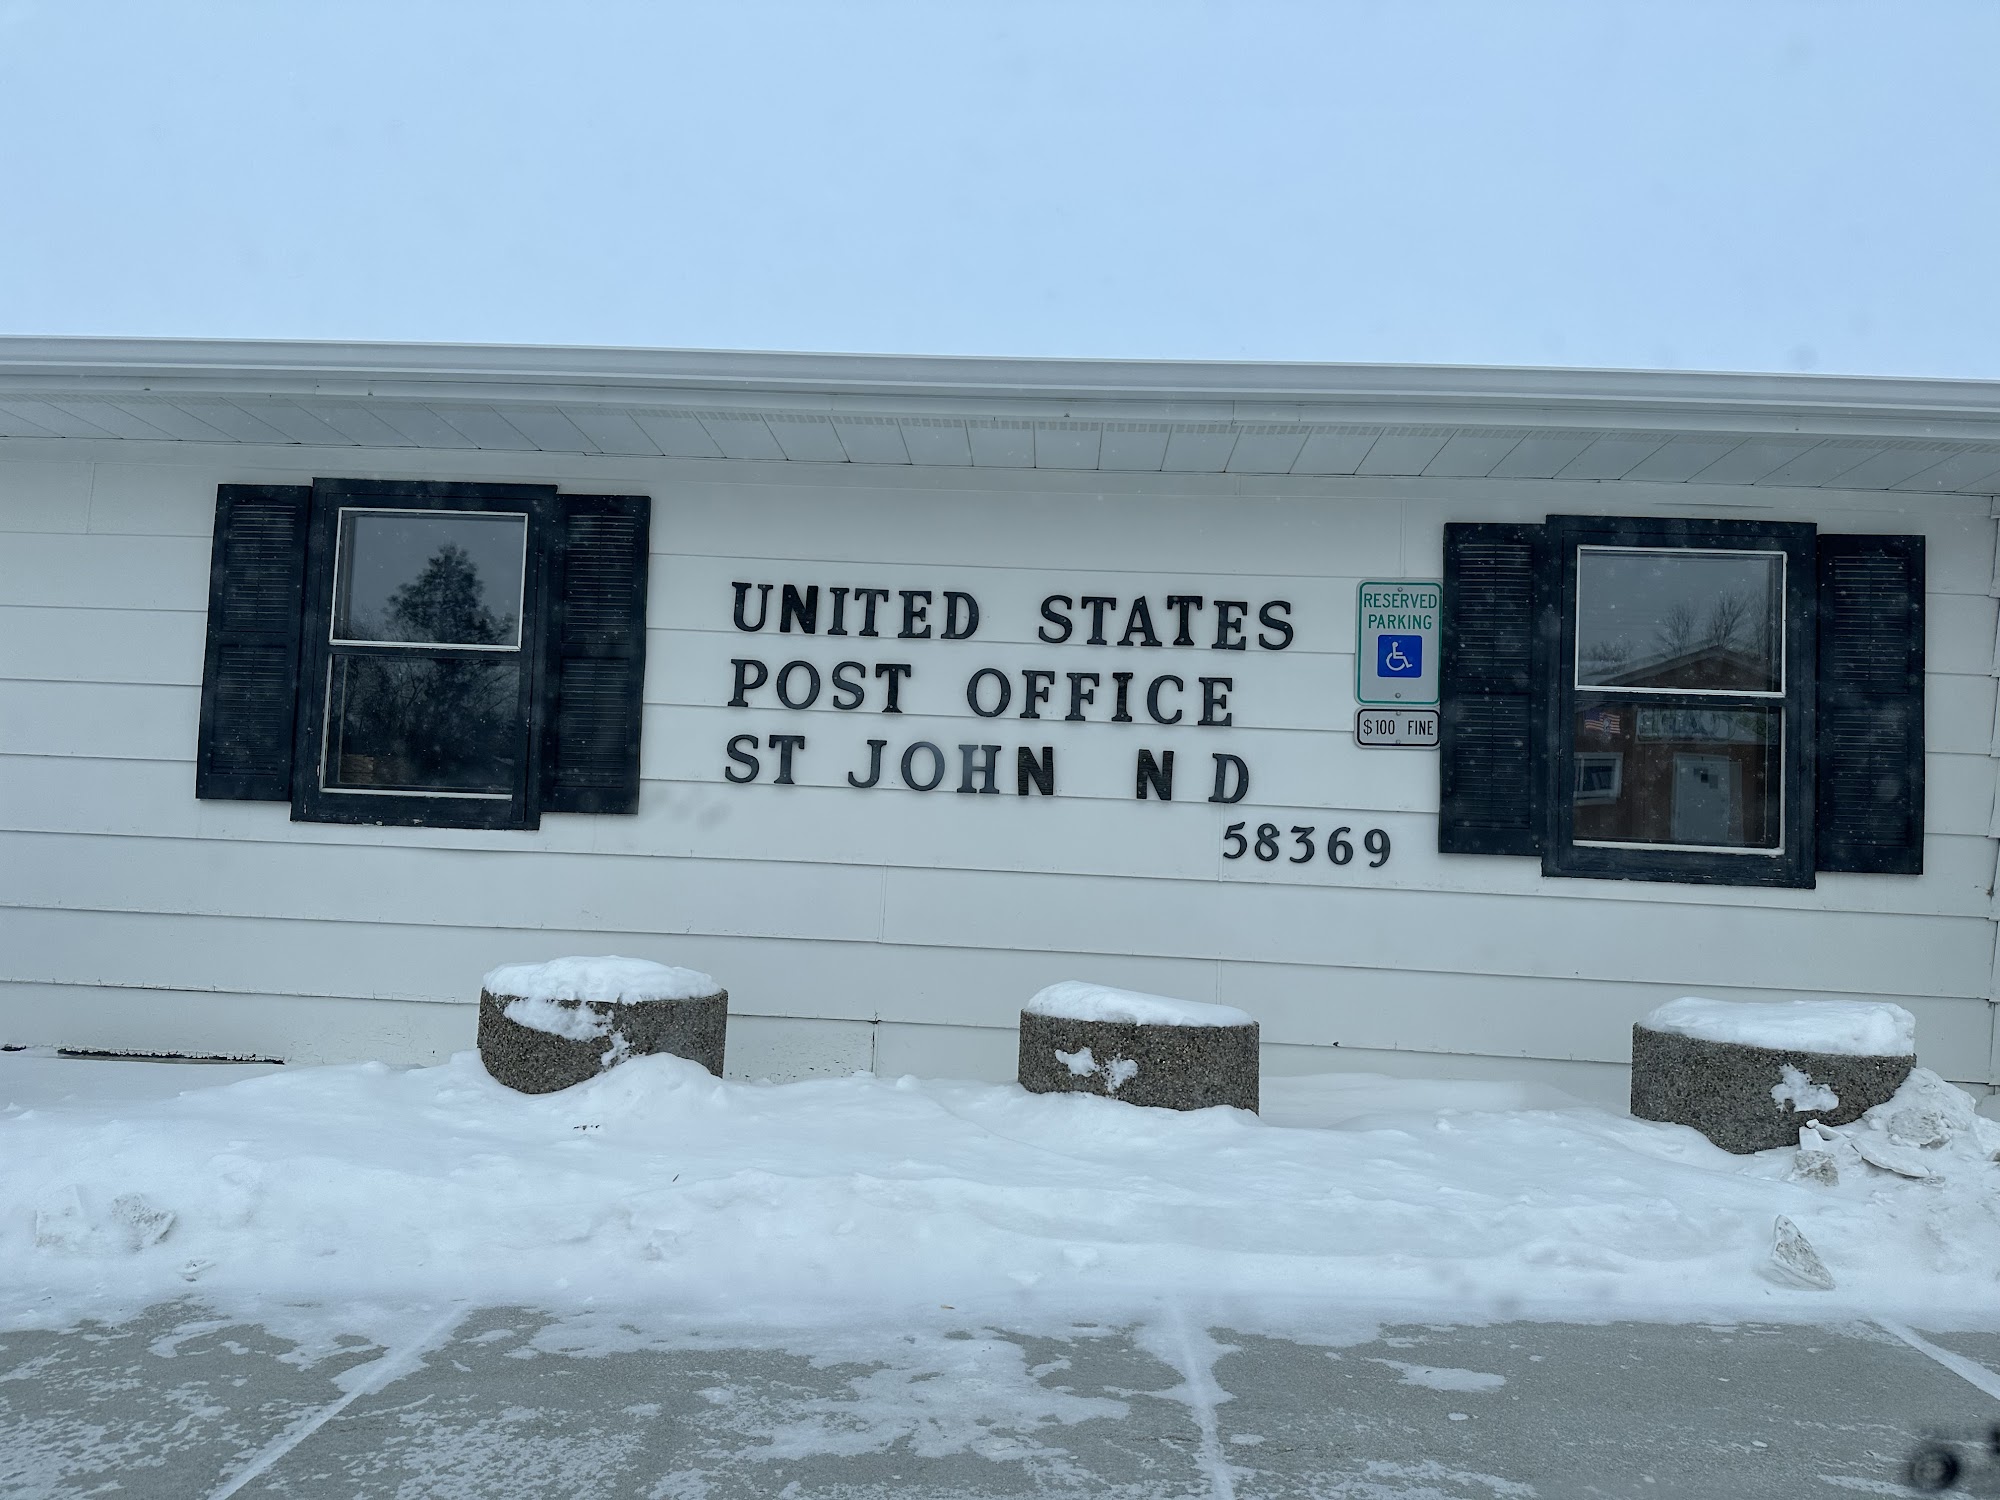 UNITED STATES
POST OFFICE
ST JOHN N D
58369
RESERVED
PARKING
$100 FINE